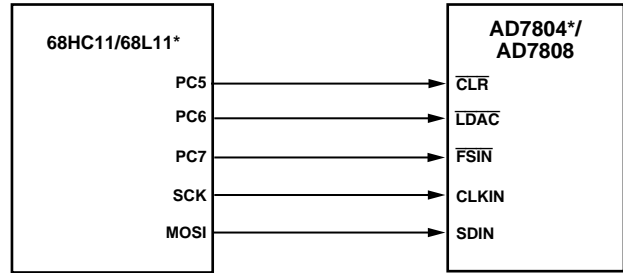 68HC11/68L11*
AD7804*/
AD7808
PC5
CLR
PC6
LDAC
PC7
FSIN
SCK
CLKIN
MOSI
SDIN